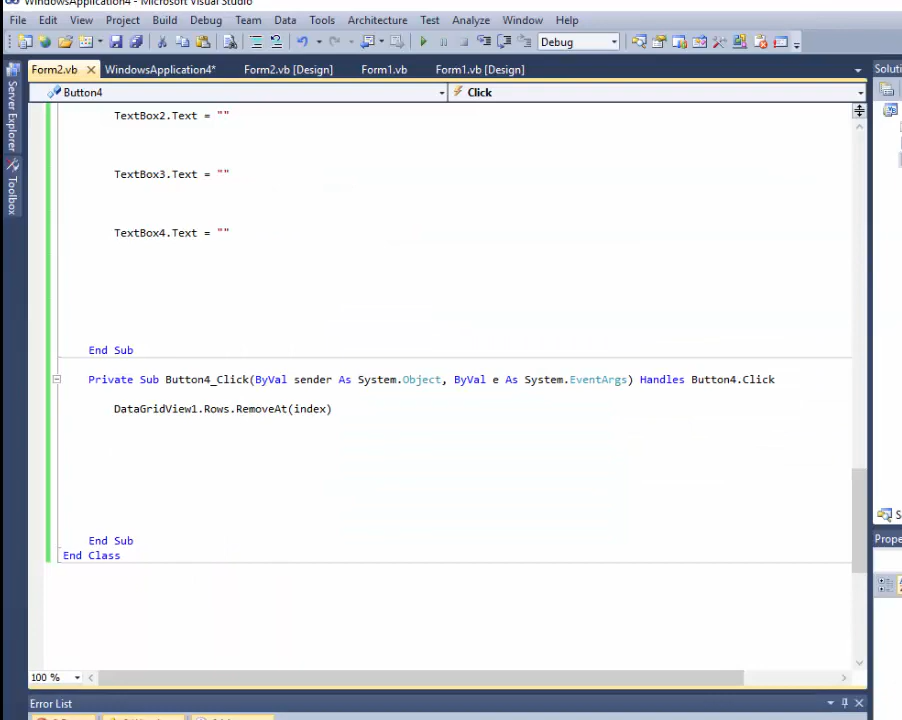 WindowsApplication4 - Microsoft Visual Studio
File Edit View Project Build Debug Team Data Tools Architecture Test Analyze Window Help
Debug
Form2.vb WindowsApplication4* Form2.vb [Design] Form1.vb Form1.vb [Design]
Solut
Button4 Click
Server Explorer
Toolbox
TextBox2.Text = ""
TextBox3.Text = ""
TextBox4.Text = ""
End Sub
Private Sub Button4_Click(ByVal sender As System.Object, ByVal e As System.EventArgs) Handles Button4.Click
DataGridView1.Rows.RemoveAt(index)
End Sub
End Class
S
Prope
100 %
Error List